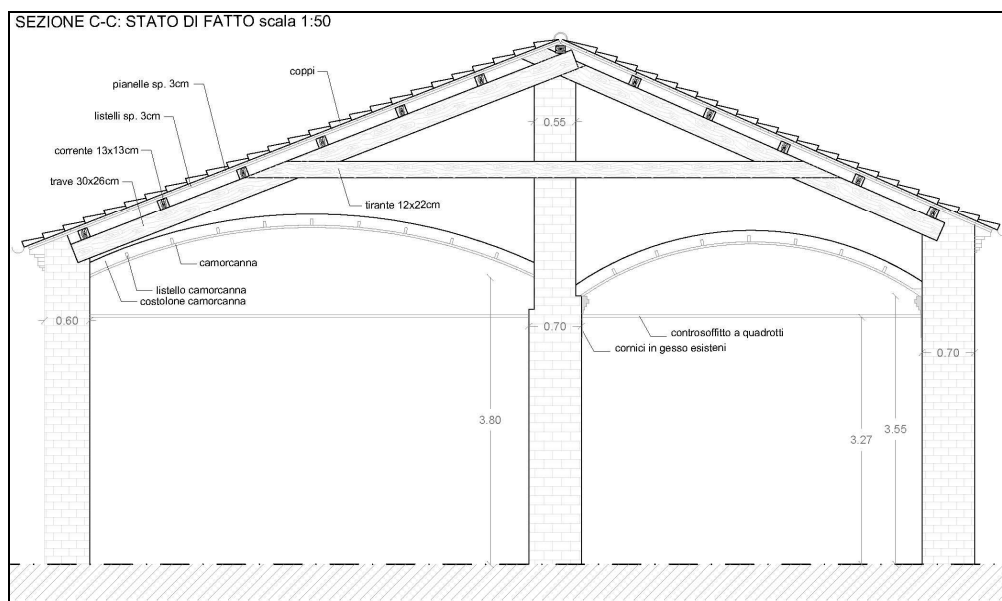 SEZIONE C-C: STATO DI FATTO scala 1:50
coppi
pianelle sp. 3cm
listelli sp. 3cm
corrente 13x13cm
trave 30x26cm
0.55
tirante 12x22cm
camorcanna
listello camorcanna
costolone camorcanna
0.60
0.70
controsoffitto a quadrotti
cornici in gesso esisteni
0.70
3.80
3.55
3.27